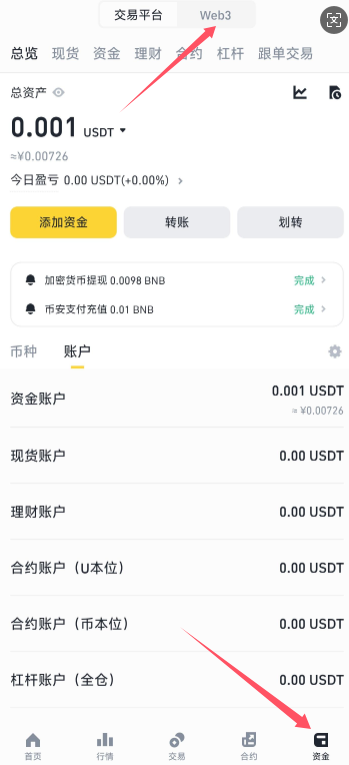 交易平台 Web3
总览 现货 资金 理财 合约 杠杆 跟单交易
总资产
0.001 USDT
≈¥0.00726
今日盈亏 0.00 USDT(+0.00%)
添加资金 转账 划转
加密货币提现 0.0098 BNB 完成
币安支付充值 0.01 BNB 完成
币种 账户
资金账户 0.001 USDT
≈ ¥0.00726
现货账户 0.00 USDT
理财账户 0.00 USDT
合约账户（U本位） 0.00 USDT
合约账户（币本位） 0.00 USDT
杠杆账户（全仓） 0.00 USDT
首页 行情 交易 合约 资金